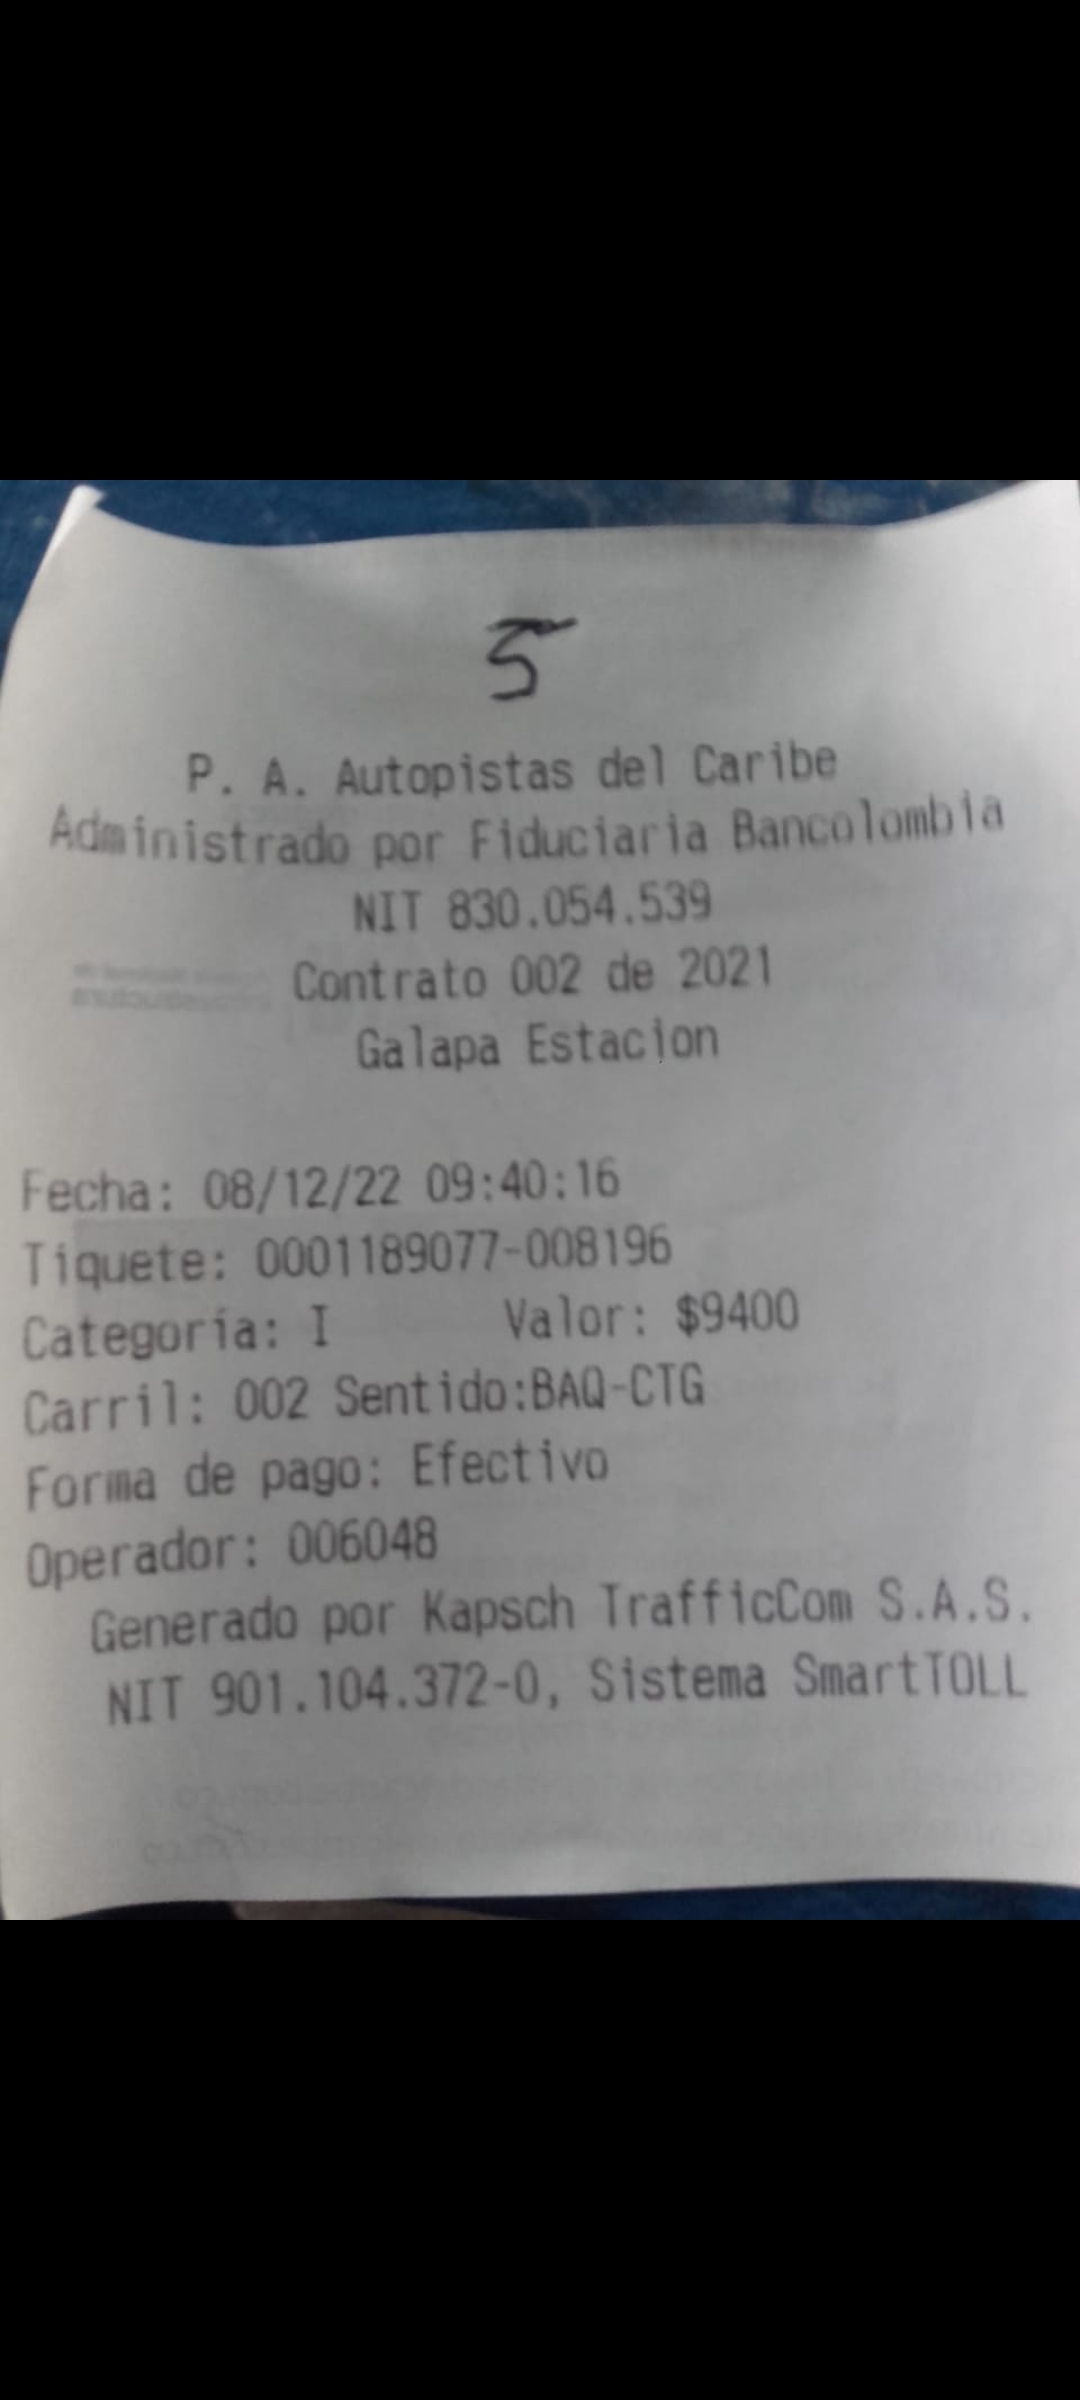 5
P. A. Autopistas del Caribe
Administrado por Fiduciaria Bancolombia
NIT 830.054.539
Contrato 002 de 2021
Galapa Estacion
Fecha: 08/12/22 09:40:16
Tiquete: 0001189077-008196
Categoría: I Valor: $9400
Carril: 002 Sentido:BAQ-CTG
Forma de pago: Efectivo
Operador: 006048
Generado por Kapsch TrafficCom S.A.S.
NIT 901.104.372-0, Sistema SmartTOLL